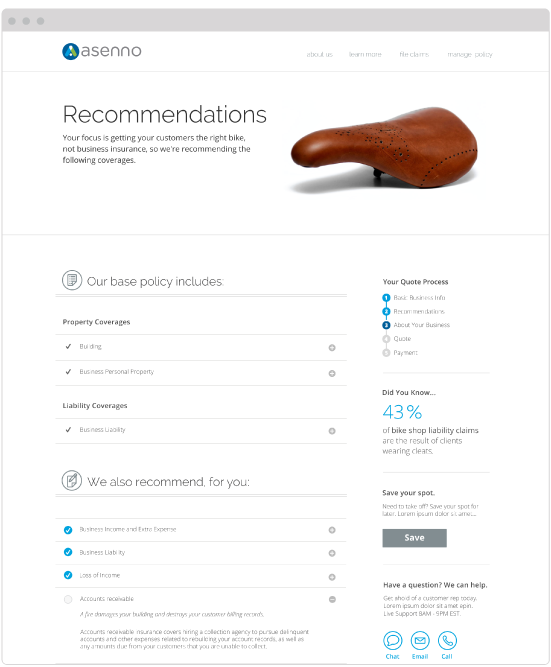 asenno
about us learn more file claims manage policy
Recommendations
Your focus is getting your customers the right bike,
not business insurance, so we're recommending the
following coverages.
Our base policy includes:
Property Coverages
Building
Business Personal Property
Liability Coverages
Business Liability
We also recommend, for you:
Business Income and Extra Expense
Business Liability
Loss of Income
Accounts receivable
A fire damages your building and destroys your customer billing records.
Accounts receivable insurance covers hiring a collection agency to pursue delinquent
accounts and other expenses related to rebuilding your account records, as well as
any amounts due from your customers that you are unable to collect.
Your Quote Process
1 Basic Business Info
2 Recommendations
3 About Your Business
4 Quote
5 Payment
Did You Know...
43%
of bike shop liability claims
are the result of clients
wearing cleats.
Save your spot.
Need to take off? Save your spot for
later. Lorem ipsum dolor sit amet...
Save
Have a question? We can help.
Get ahold of a customer rep today.
Lorem ipsum dolor sit amet epin.
Live Support 8AM - 9PM EST.
Chat Email Call